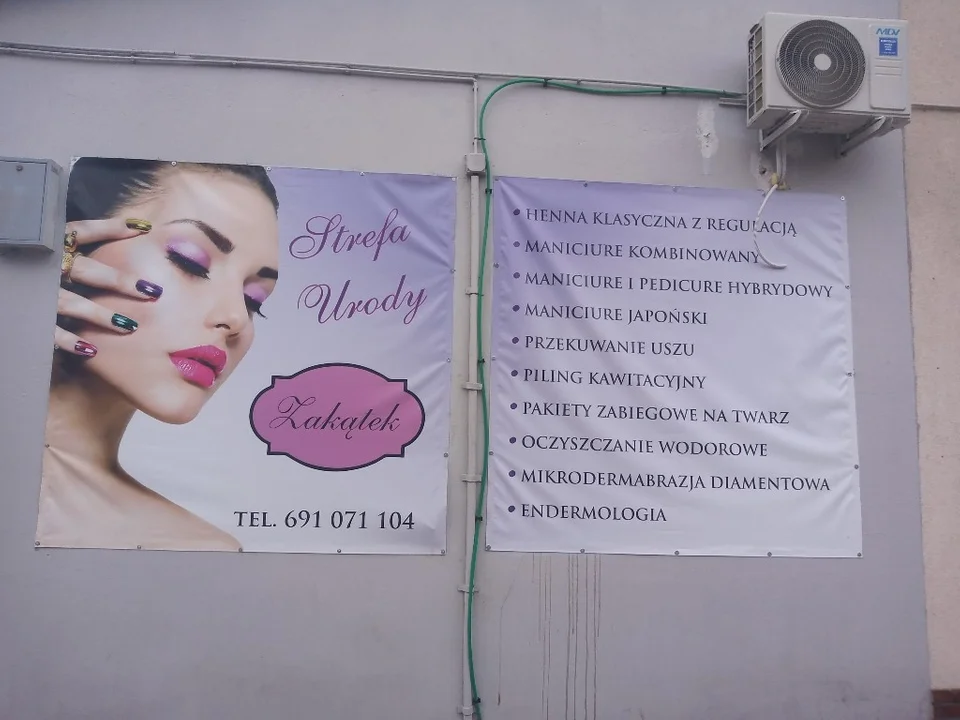 Strefa
Urody
Zakątek
TEL. 691 071 104
• HENNA KLASYCZNA Z REGULACJĄ
• MANICIURE KOMBINOWANY
• MANICIURE I PEDICURE HYBRYDOWY
• MANICIURE JAPOŃSKI
• PRZEKUWANIE USZU
• PILING KAWITACYJNY
• PAKIETY ZABIEGOWE NA TWARZ
• OCZYSZCZANIE WODOROWE
• MIKRODERMABRAZJA DIAMENTOWA
• ENDERMOLOGIA
MDV